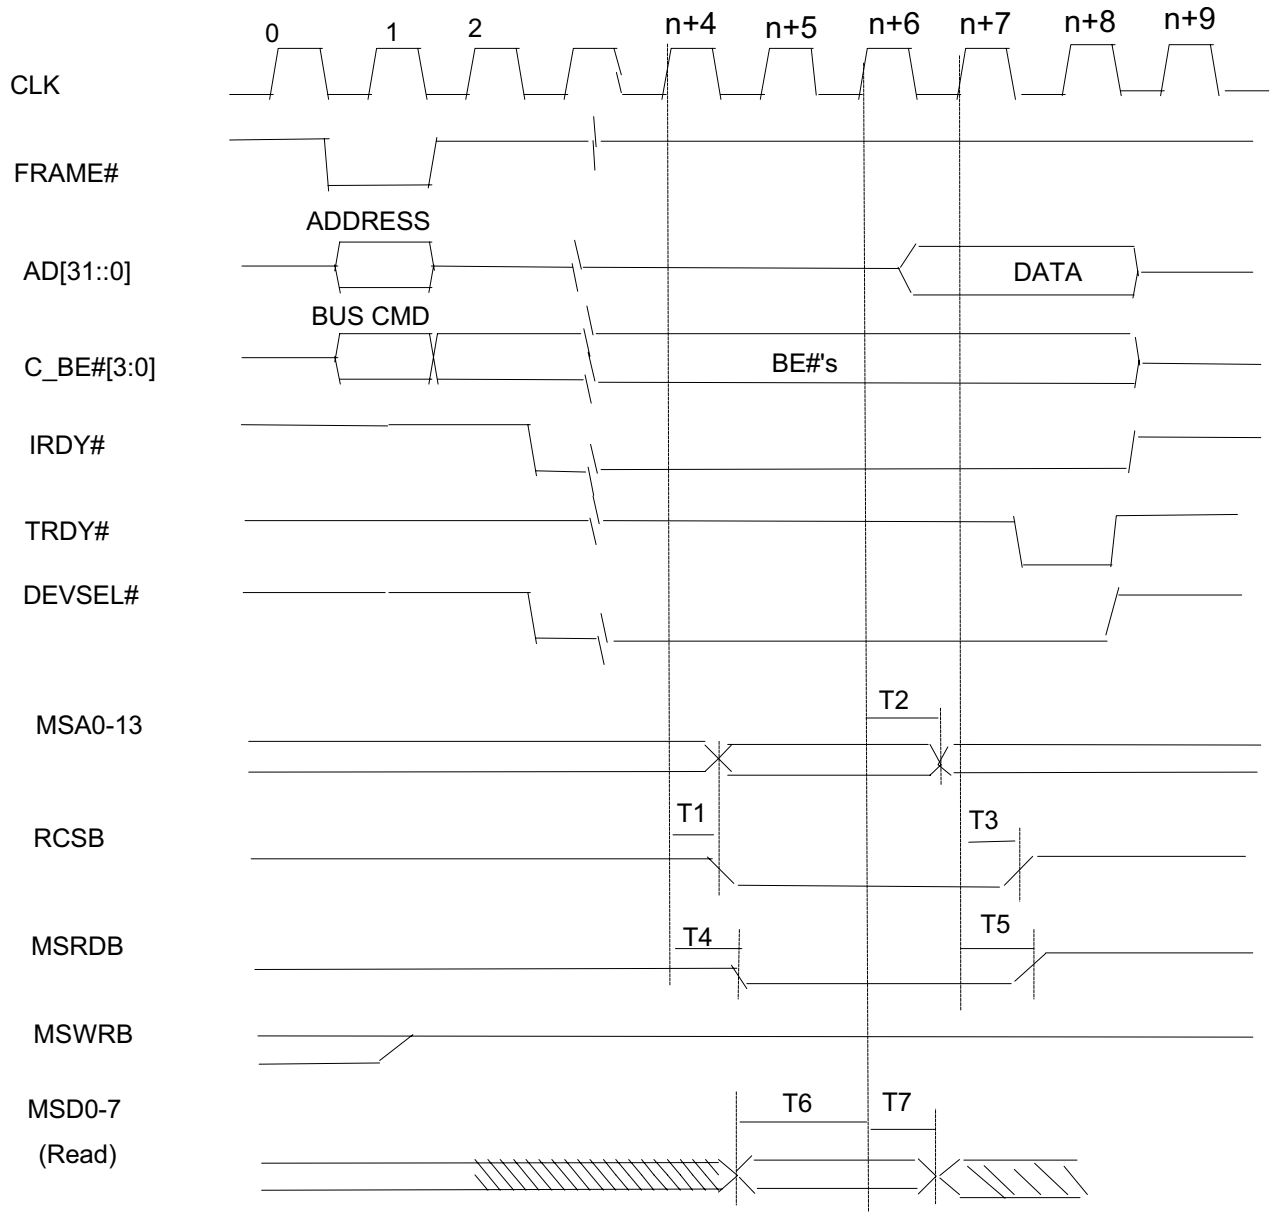 0 1 2 n+4 n+5 n+6 n+7 n+8 n+9
CLK
FRAME#
ADDRESS
AD[31::0]
DATA
BUS CMD
C_BE#[3:0]
BE#'s
IRDY#
TRDY#
DEVSEL#
T2
MSA0-13
T1
T3
RCSB
T4
T5
MSRDB
MSWRB
MSD0-7
T6
T7
(Read)